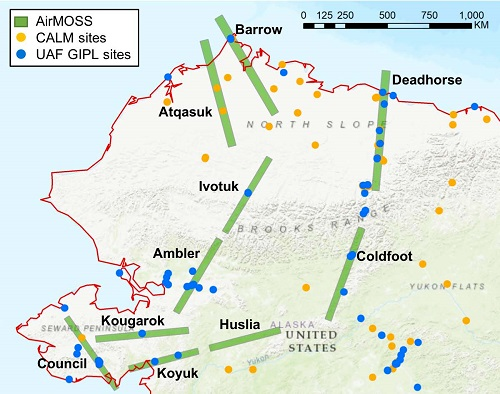 AirMOSS
CALM sites
UAF GIPL sites
0 125 250 500 750 1,000
KM
Barrow
Deadhorse
Atqasuk
NORTH SLOPE
Ivotuk
BROOKS RANGE
Ambler
Coldfoot
YUKON FLATS
Kougarok
Huslia
SEWARD PENINSULA
ALASKA
UNITED
STATES
Council
Koyuk
Yukon